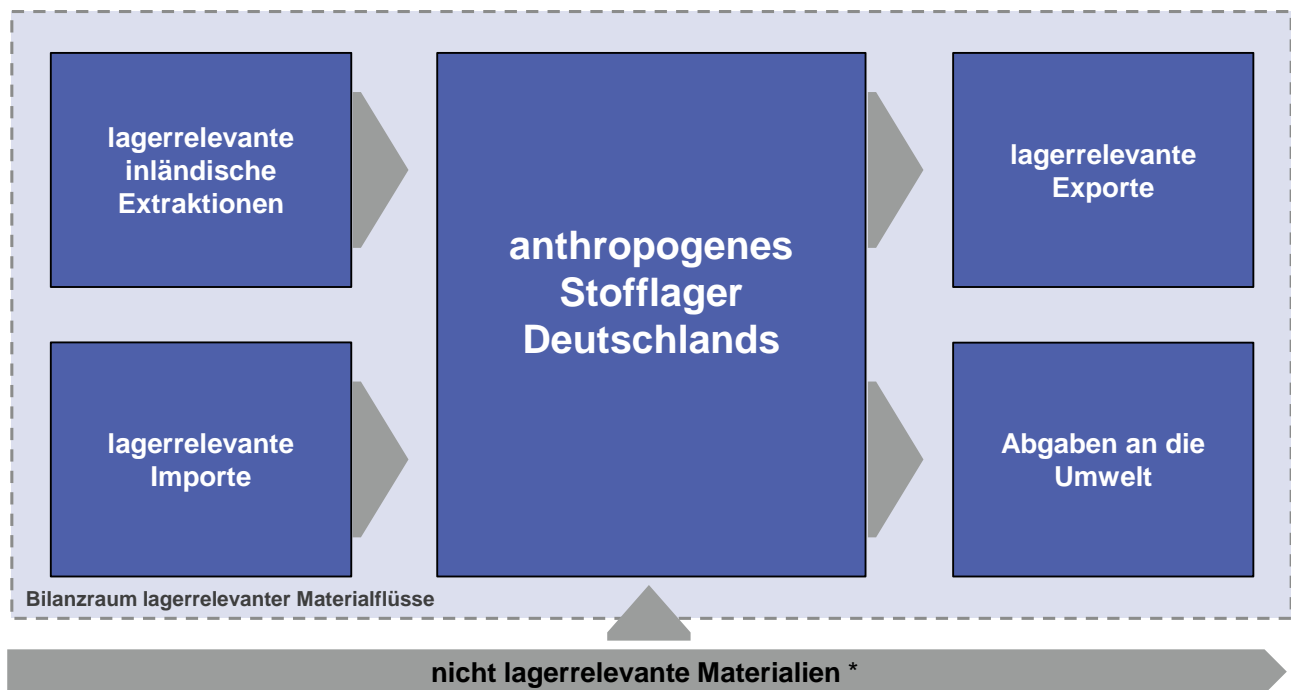 lagerrelevante
inländische
Extraktionen
anthropogenes
Stofflager
Deutschlands
lagerrelevante
Exporte
lagerrelevante
Importe
Abgaben an die
Umwelt
Bilanzraum lagerrelevanter Materialflüsse
nicht lagerrelevante Materialien *